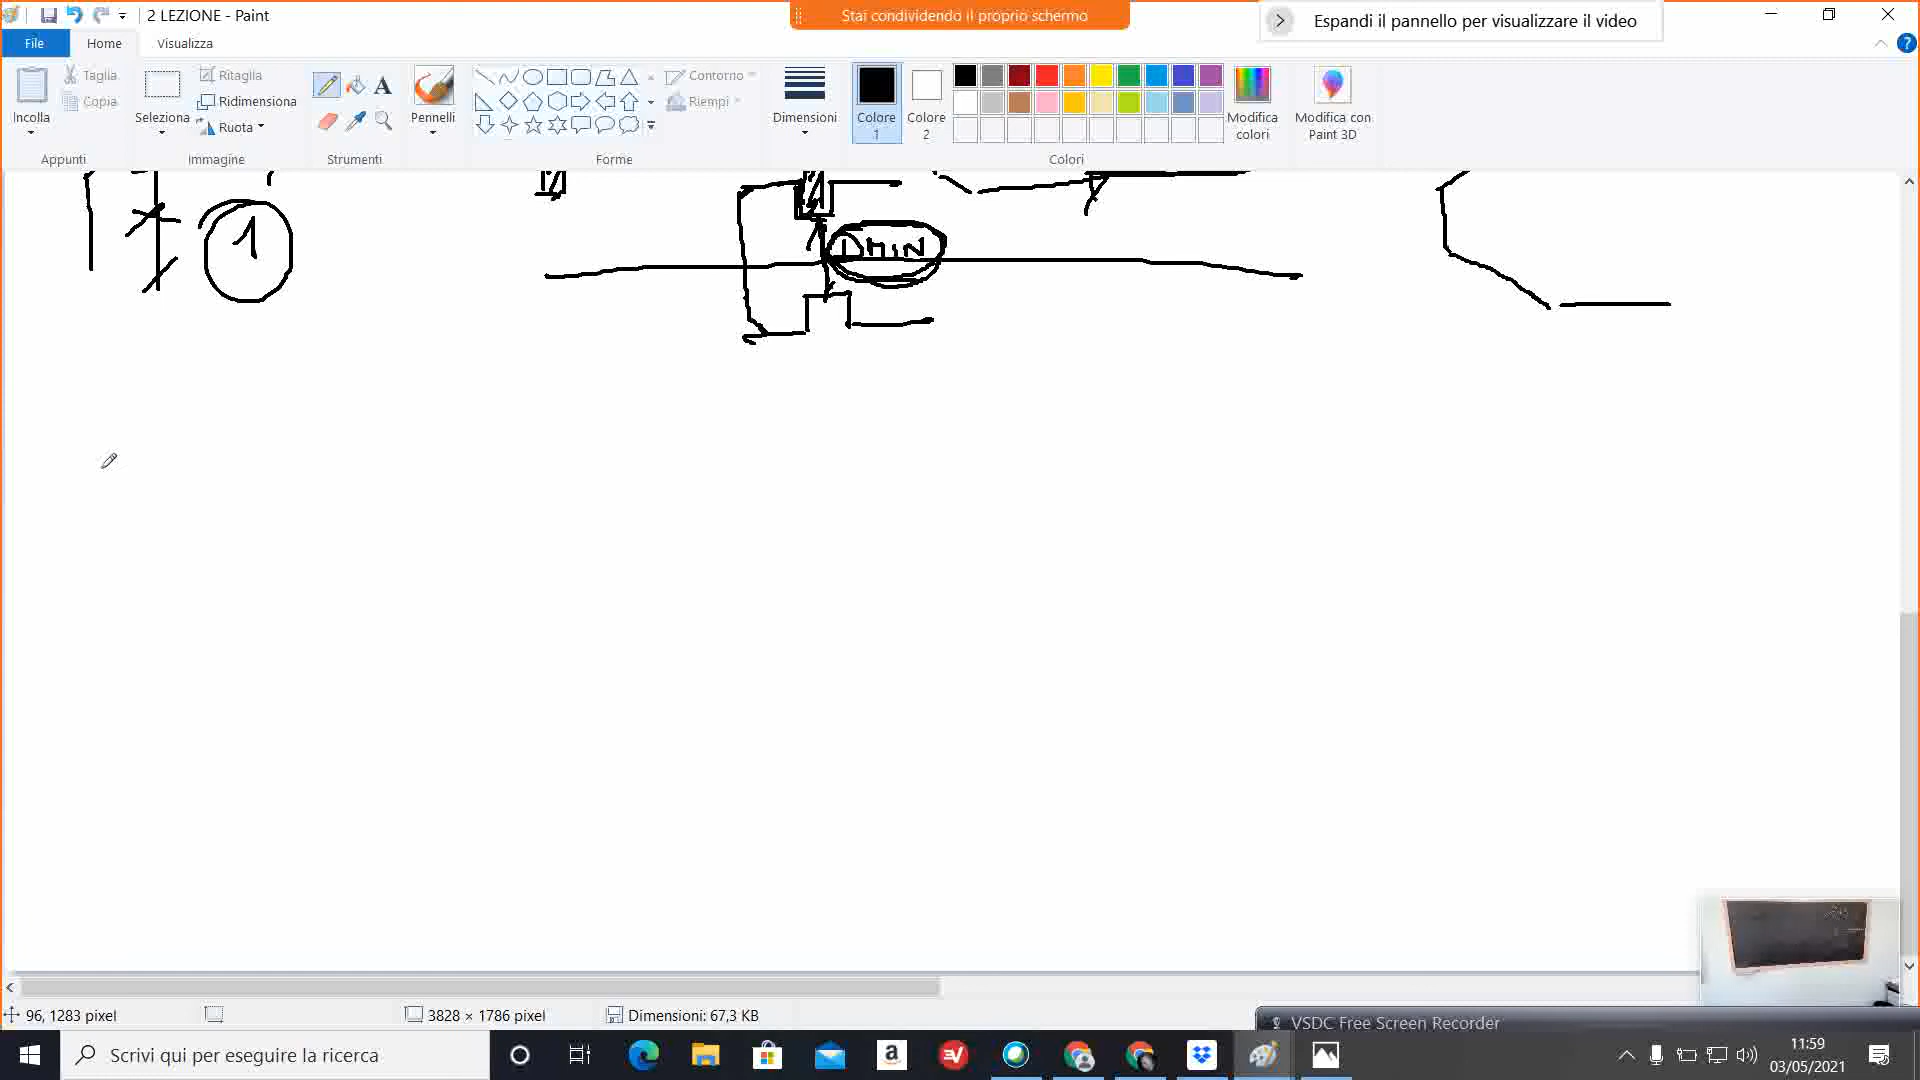 2 LEZIONE - Paint
Stai condividendo il proprio schermo
Espandi il pannello per visualizzare il video
File
Home
Visualizza
?
Incolla
Taglia
Copia
Appunti
Seleziona
Ritaglia
Ridimensiona
Ruota
Immagine
A
Strumenti
Pennelli
Contorno
Riempi
Forme
Dimensioni
Colore 1
Colore 2
Modifica colori
Modifica con Paint 3D
Colori
1
1 MIN
96, 1283 pixel
3828 × 1786 pixel
Dimensioni: 67,3 KB
VSDC Free Screen Recorder
Scrivi qui per eseguire la ricerca
a
11:59
03/05/2021